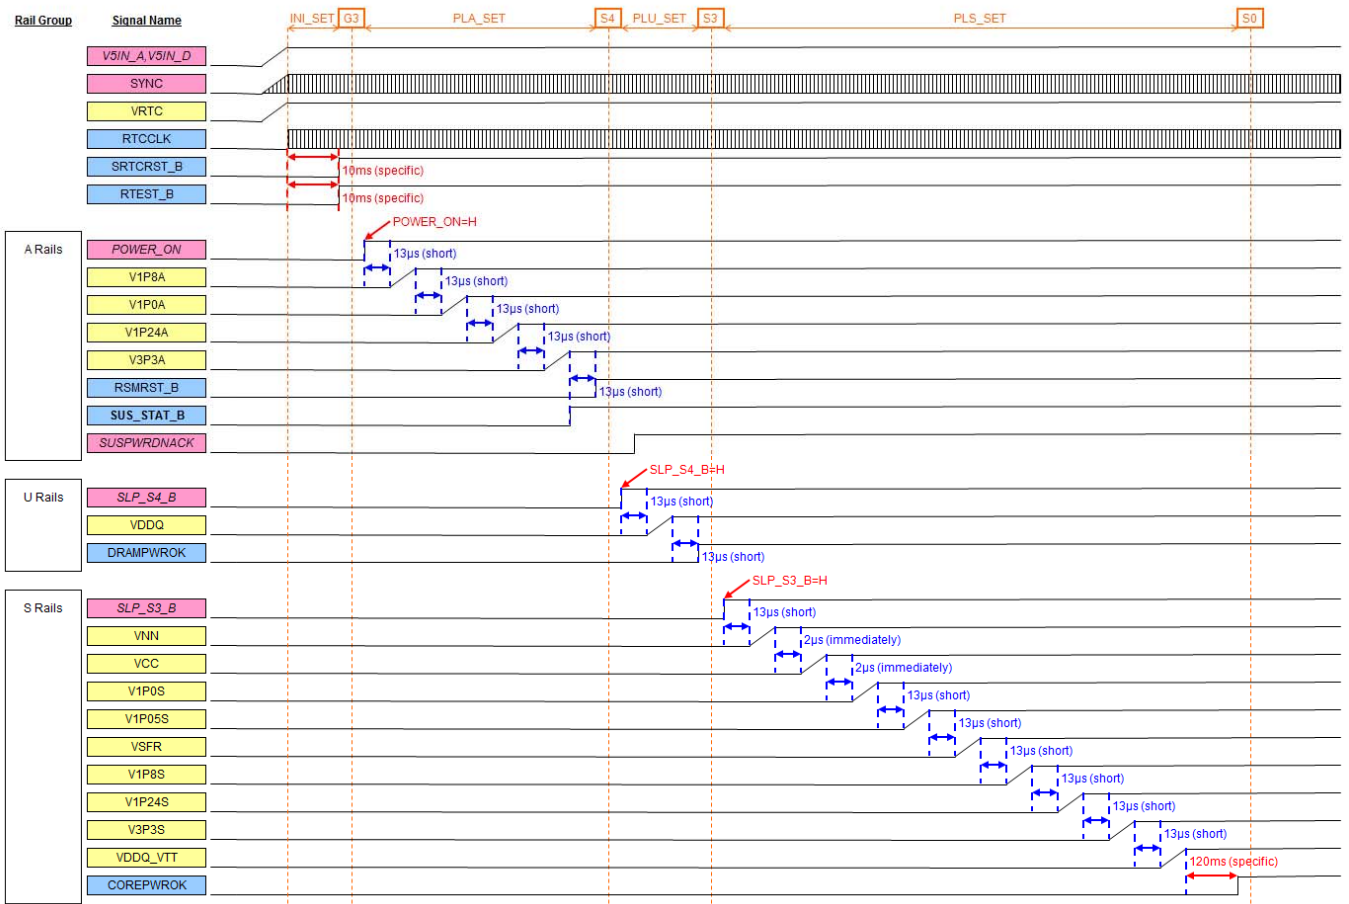 Rail Group Signal Name INI_SET G3 PLA_SET S4 PLU_SET S3 PLS_SET S0
V5IN_A,V5IN_D
SYNC
VRTC
RTCCLK
SRTCRST_B 10ms (specific)
RTEST_B 10ms (specific)
POWER_ON=H
A Rails POWER_ON 13µs (short)
V1P8A 13µs (short)
V1P0A 13µs (short)
V1P24A 13µs (short)
V3P3A
RSMRST_B 13µs (short)
SUS_STAT_B
SUSPWRDNACK
SLP_S4_B=H
U Rails SLP_S4_B 13µs (short)
VDDQ
DRAMPWROK 13µs (short)
SLP_S3_B=H
S Rails SLP_S3_B 13µs (short)
VNN 2µs (immediately)
VCC 2µs (immediately)
V1P0S 13µs (short)
V1P05S 13µs (short)
VSFR 13µs (short)
V1P8S 13µs (short)
V1P24S 13µs (short)
V3P3S 13µs (short)
VDDQ_VTT 120ms (specific)
COREPWROK